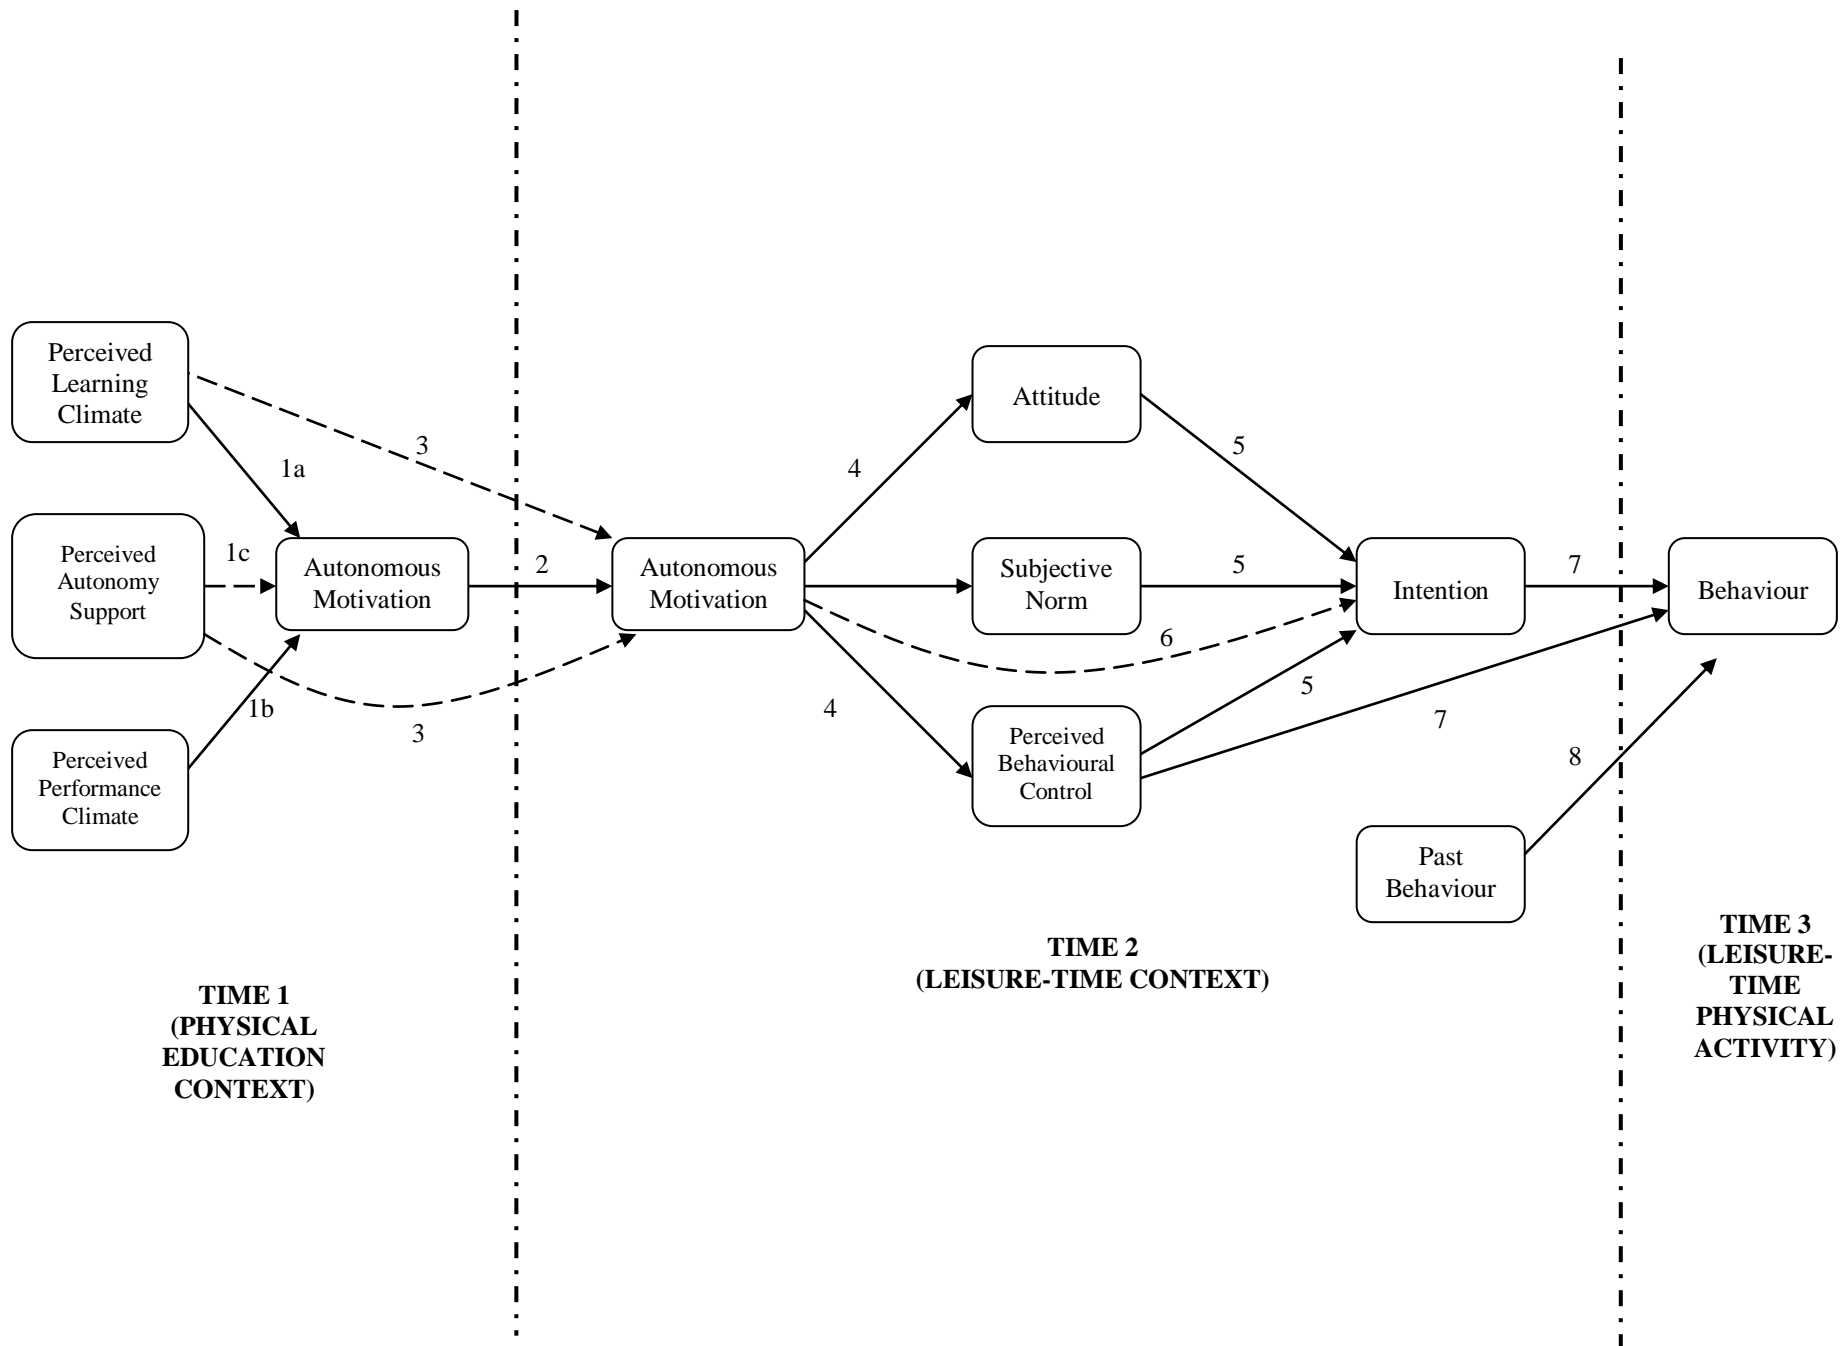 Perceived
Learning
Climate
1a
3
Perceived
Autonomy
Support
1c
Autonomous
Motivation
1b
3
Perceived
Performance
Climate
2
Autonomous
Motivation
4
4
Attitude
Subjective
Norm
Perceived
Behavioural
Control
5
5
6
5
Intention
7
7
Past
Behaviour
8
Behaviour
TIME 1
(PHYSICAL
EDUCATION
CONTEXT)
TIME 2
(LEISURE-TIME CONTEXT)
TIME 3
(LEISURE-
TIME
PHYSICAL
ACTIVITY)